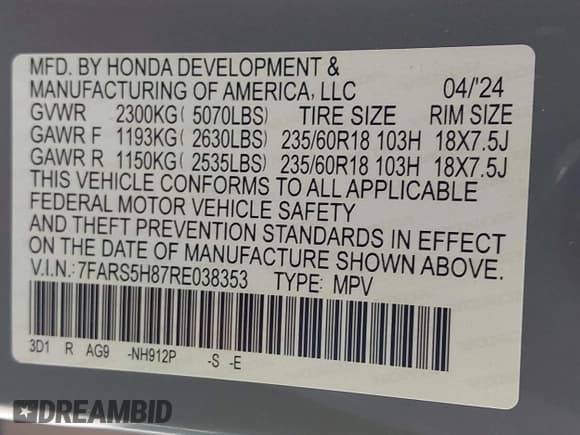 MFD. BY HONDA DEVELOPMENT &
MANUFACTURING OF AMERICA, LLC 04/'24
GVWR 2300KG( 5070LBS) TIRE SIZE RIM SIZE
GAWR F 1193KG( 2630LBS) 235/60R18 103H 18X7.5J
GAWR R 1150KG( 2535LBS) 235/60R18 103H 18X7.5J
THIS VEHICLE CONFORMS TO ALL APPLICABLE
FEDERAL MOTOR VEHICLE SAFETY
AND THEFT PREVENTION STANDARDS IN EFFECT
ON THE DATE OF MANUFACTURE SHOWN ABOVE.
V.I.N.:7FARS5H87RE038353 TYPE: MPV
3D1 R AG9 -NH912P -S -E
DREAMBID